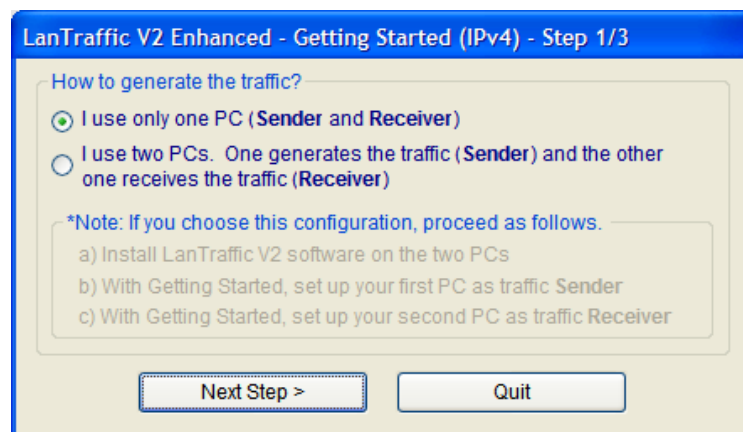 LanTraffic V2 Enhanced - Getting Started (IPv4) - Step 1/3
How to generate the traffic?
I use only one PC (Sender and Receiver)
I use two PCs. One generates the traffic (Sender) and the other
one receives the traffic (Receiver)
*Note: If you choose this configuration, proceed as follows.
a) Install LanTraffic V2 software on the two PCs
b) With Getting Started, set up your first PC as traffic Sender
c) With Getting Started, set up your second PC as traffic Receiver
Next Step >
Quit